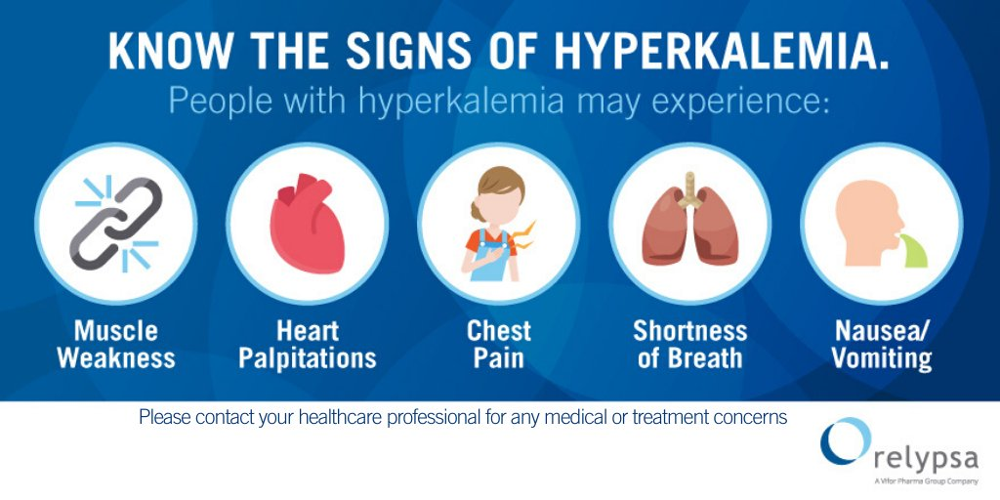 KNOW THE SIGNS OF HYPERKALEMIA.
People with hyperkalemia may experience:
Muscle
Weakness
Heart
Palpitations
Chest
Pain
Shortness
of Breath
Nausea/
Vomiting
Please contact your healthcare professional for any medical or treatment concerns
relypsa
A Vifor Pharma Group Company